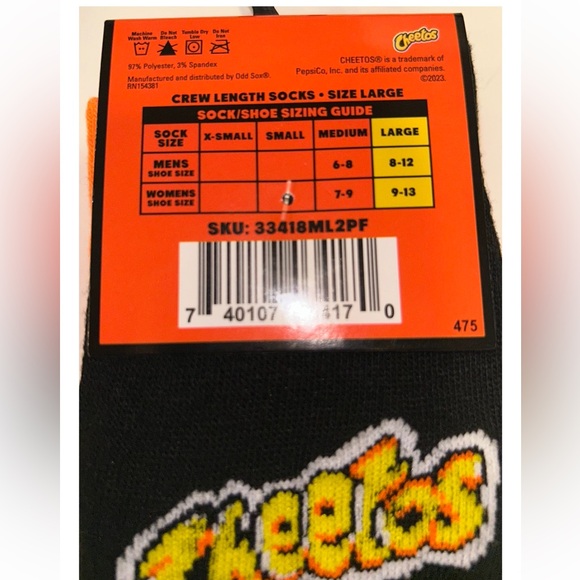 Machine Wash Warm
Do Not Bleach
Tumble Dry Low
Do Not Iron
97% Polyester, 3% Spandex
Manufactured and distributed by Odd Sox®.
RN154381
Cheetos
CHEETOS® is a trademark of
PepsiCo, Inc. and its affiliated companies.
©2023.
CREW LENGTH SOCKS • SIZE LARGE
SOCK/SHOE SIZING GUIDE
SOCK SIZE X-SMALL SMALL MEDIUM LARGE
MENS SHOE SIZE 6-8 8-12
WOMENS SHOE SIZE 7-9 9-13
SKU: 33418ML2PF
7 40107 417 0
475
Cheetos